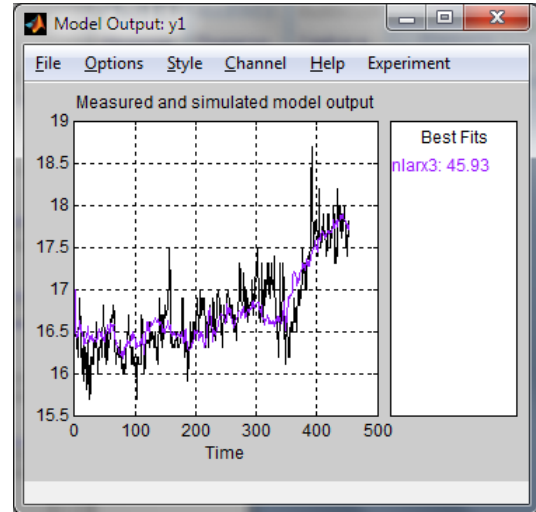 Model Output: y1
File Options Style Channel Help Experiment
Measured and simulated model output
19
18.5
18
17.5
17
16.5
16
15.5
0 100 200 300 400 500
Time
Best Fits
nlarx3: 45.93